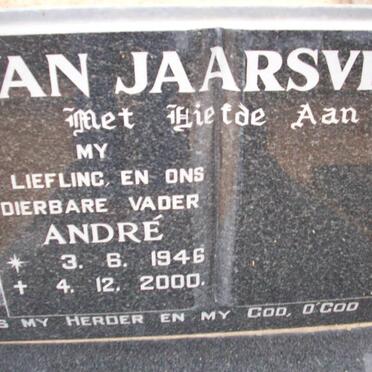 VAN JAARSVE
Met Liefde Aan
MY
LIEFLING, EN ONS
DIERBARE VADER
ANDRÉ
* 3. 6. 1946
† 4. 12. 2000.
S MY HERDER EN MY GOD, O'GOD